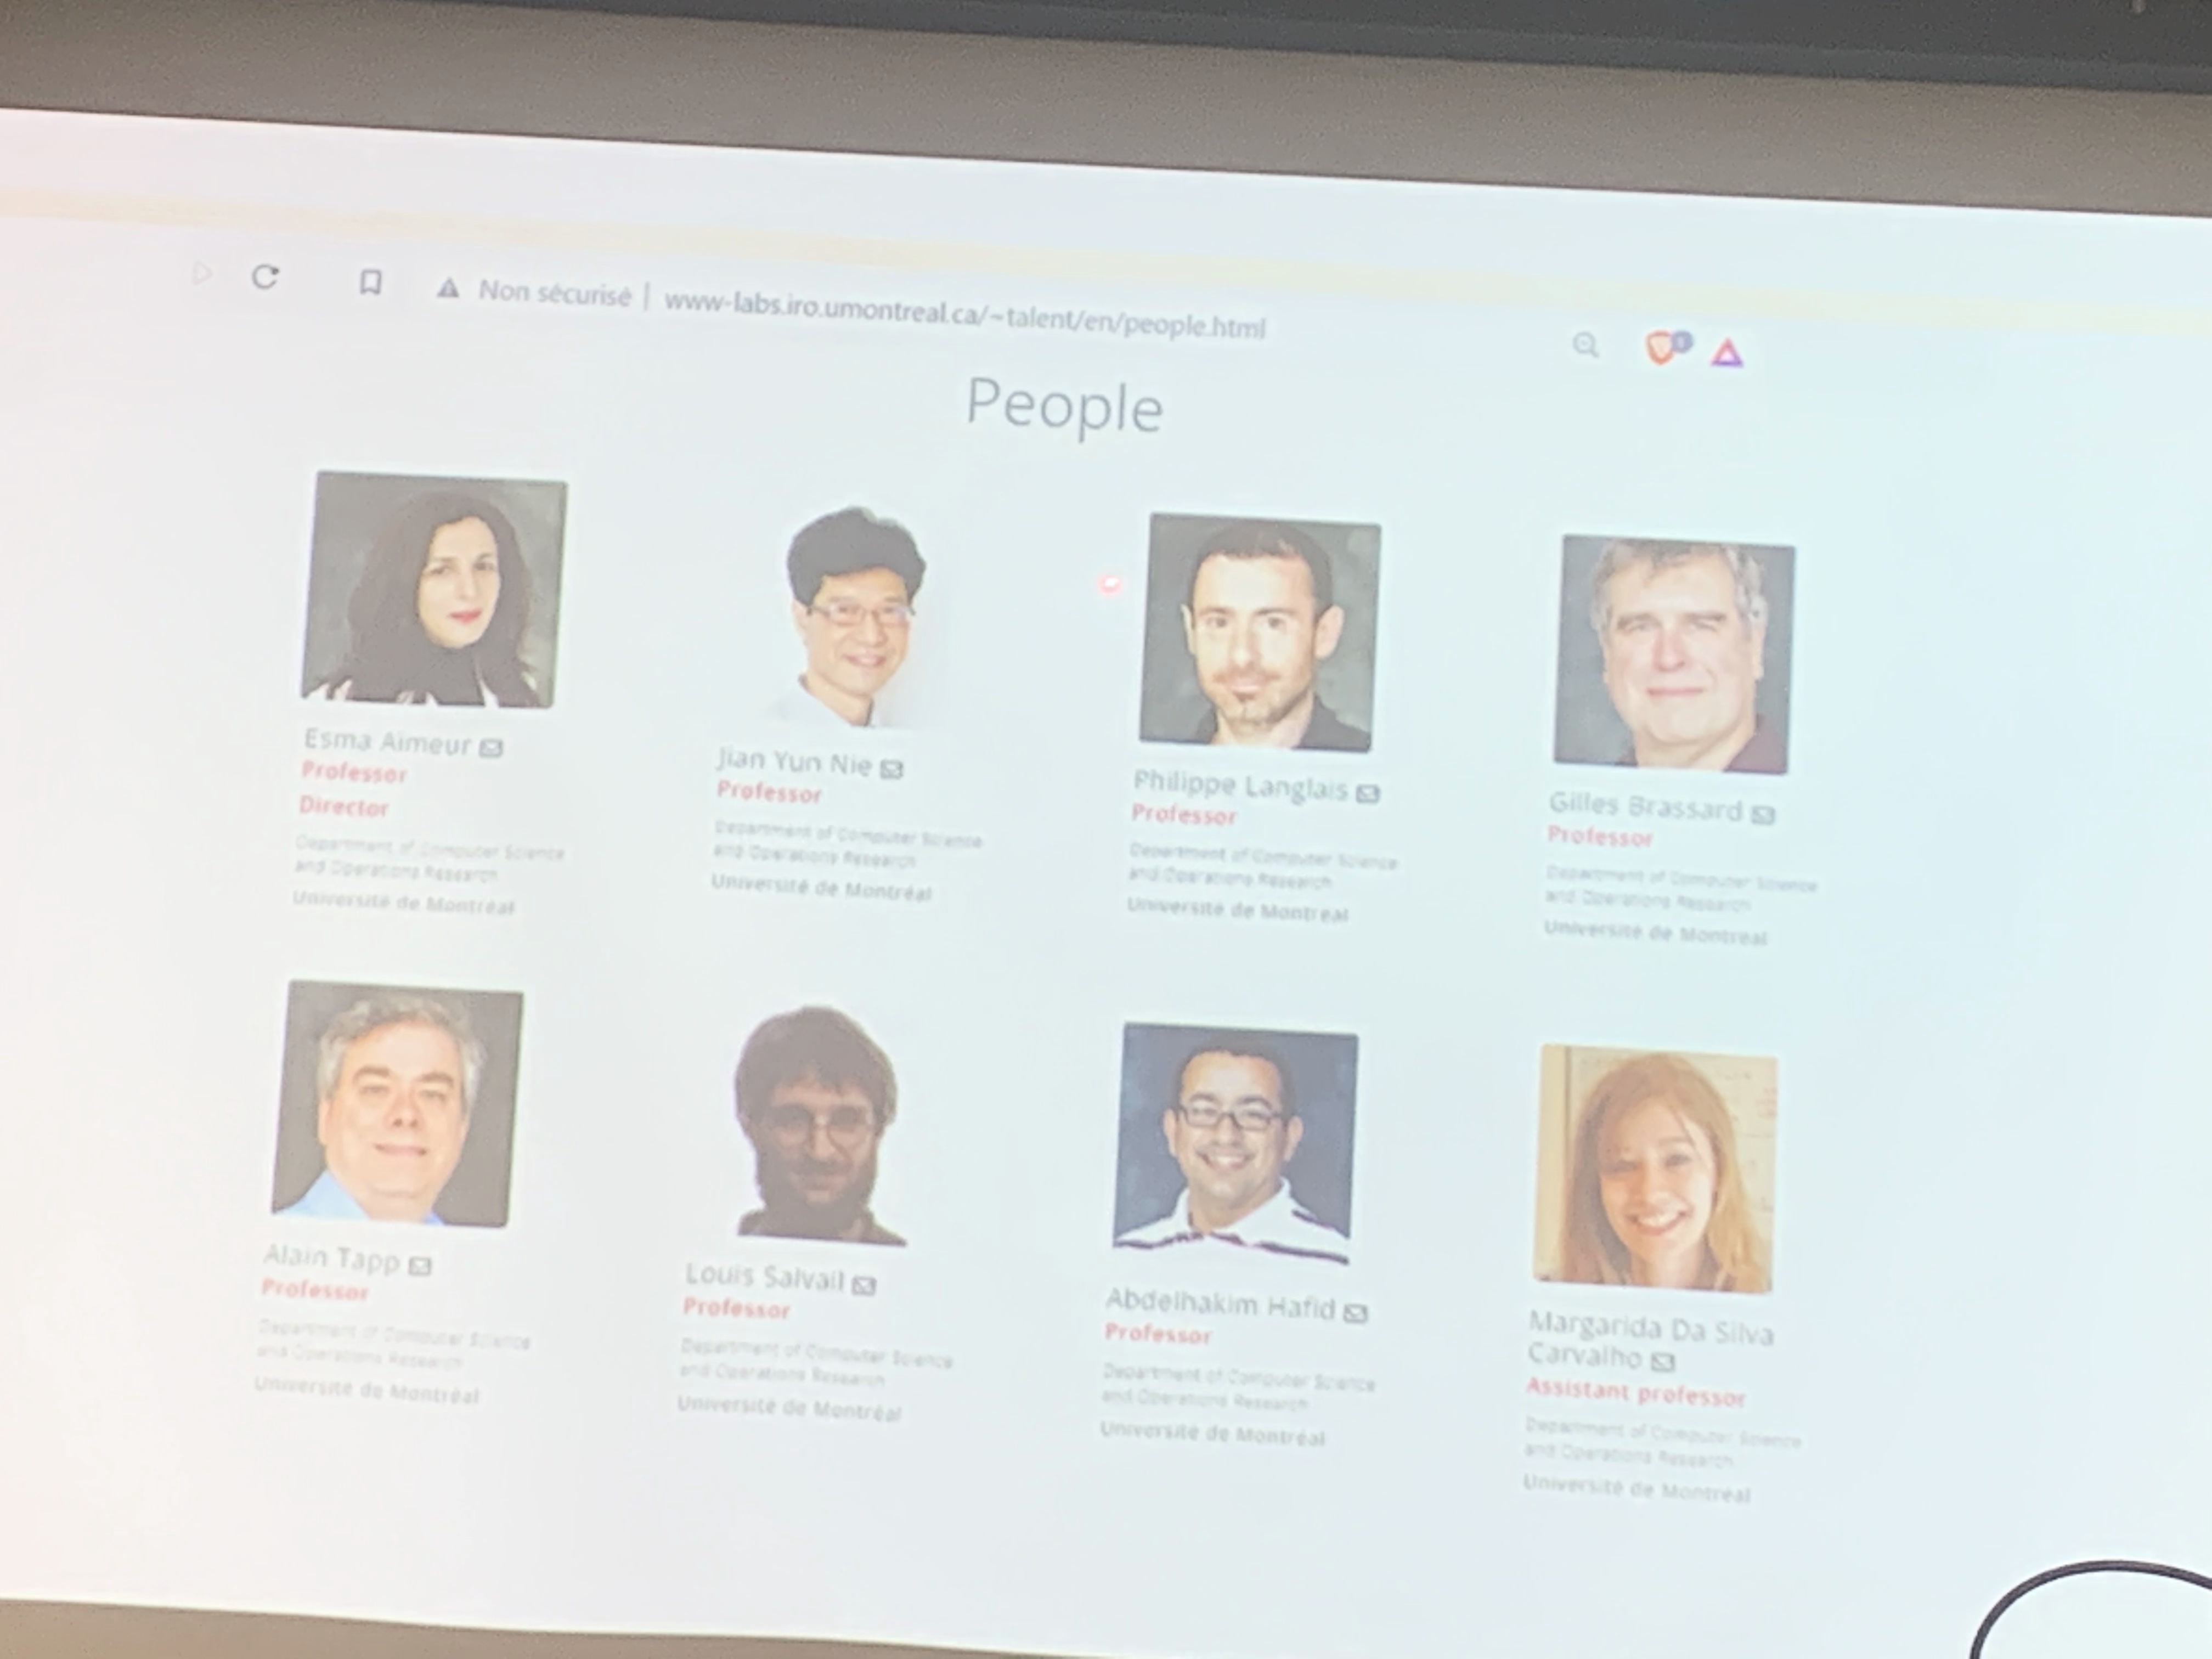 Non sécurisé | www-labs.iro.umontreal.ca/~talent/en/people.html
People
Esma Aimeur
Professor
Director
Department of Computer Science
and Operations Research
Université de Montréal
Jian Yun Nie
Professor
Department of Computer Science
and Operations Research
Université de Montréal
Philippe Langlais
Professor
Department of Computer Science
and Operations Research
Université de Montréal
Gilles Brassard
Professor
Department of Computer Science
and Operations Research
Université de Montréal
Alain Tapp
Professor
Department of Computer Science
and Operations Research
Université de Montréal
Louis Salvail
Professor
Department of Computer Science
and Operations Research
Université de Montréal
Abdelhakim Hafid
Professor
Department of Computer Science
and Operations Research
Université de Montréal
Margarida Da Silva
Carvalho
Assistant professor
Department of Computer Science
and Operations Research
Université de Montréal